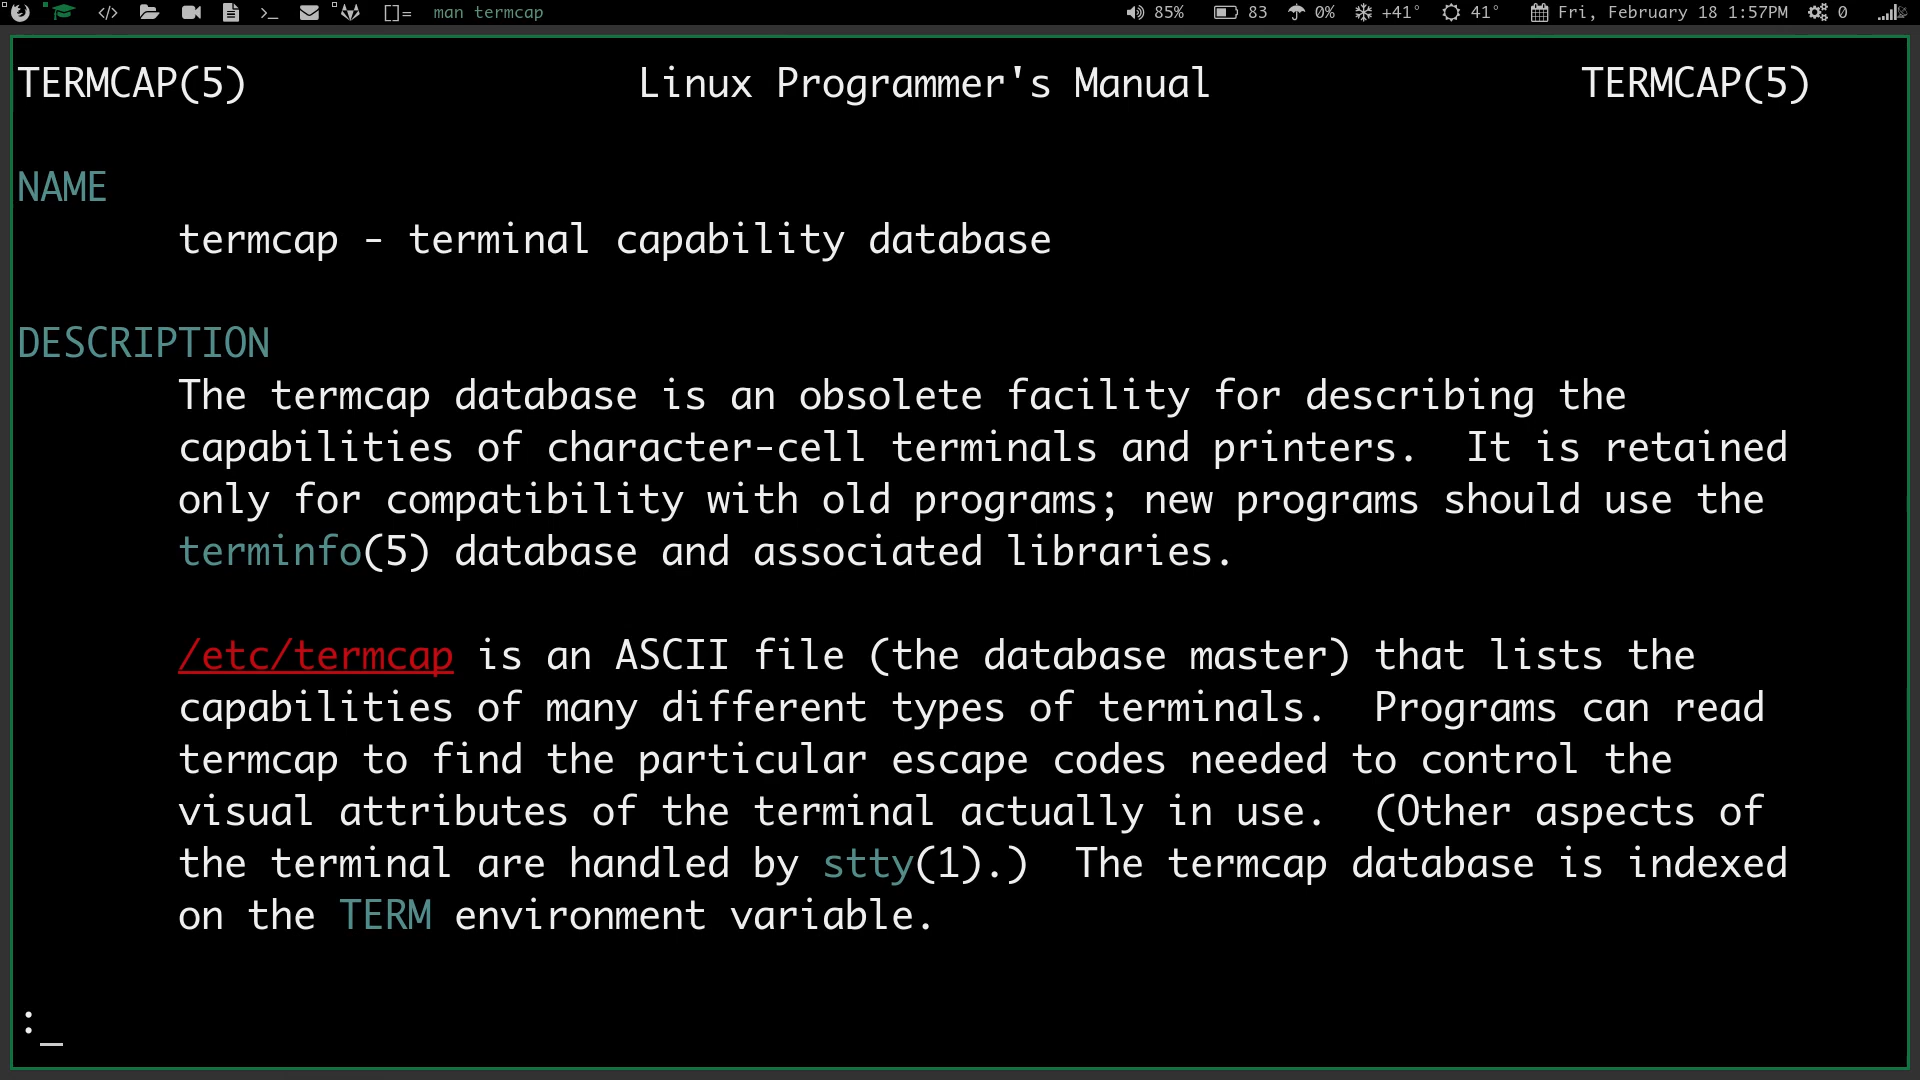 []= man termcap 85% 83 0% +41° 41° Fri, February 18 1:57PM 0
TERMCAP(5) Linux Programmer's Manual TERMCAP(5)
NAME
termcap - terminal capability database
DESCRIPTION
The termcap database is an obsolete facility for describing the
capabilities of character-cell terminals and printers. It is retained
only for compatibility with old programs; new programs should use the
terminfo(5) database and associated libraries.
/etc/termcap is an ASCII file (the database master) that lists the
capabilities of many different types of terminals. Programs can read
termcap to find the particular escape codes needed to control the
visual attributes of the terminal actually in use. (Other aspects of
the terminal are handled by stty(1).) The termcap database is indexed
on the TERM environment variable.
: